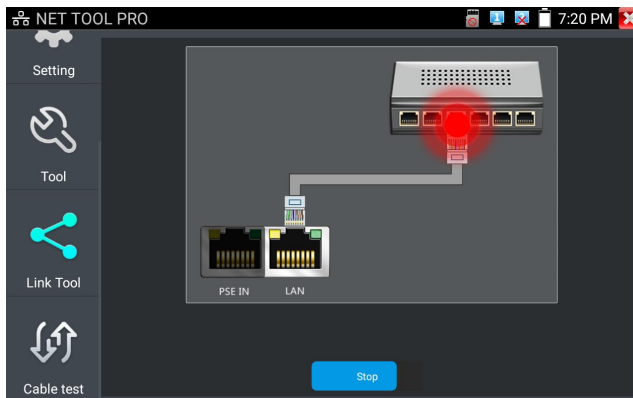 NET TOOL PRO
7:20 PM
Setting
Tool
Link Tool
Cable test
PSE IN
LAN
Stop